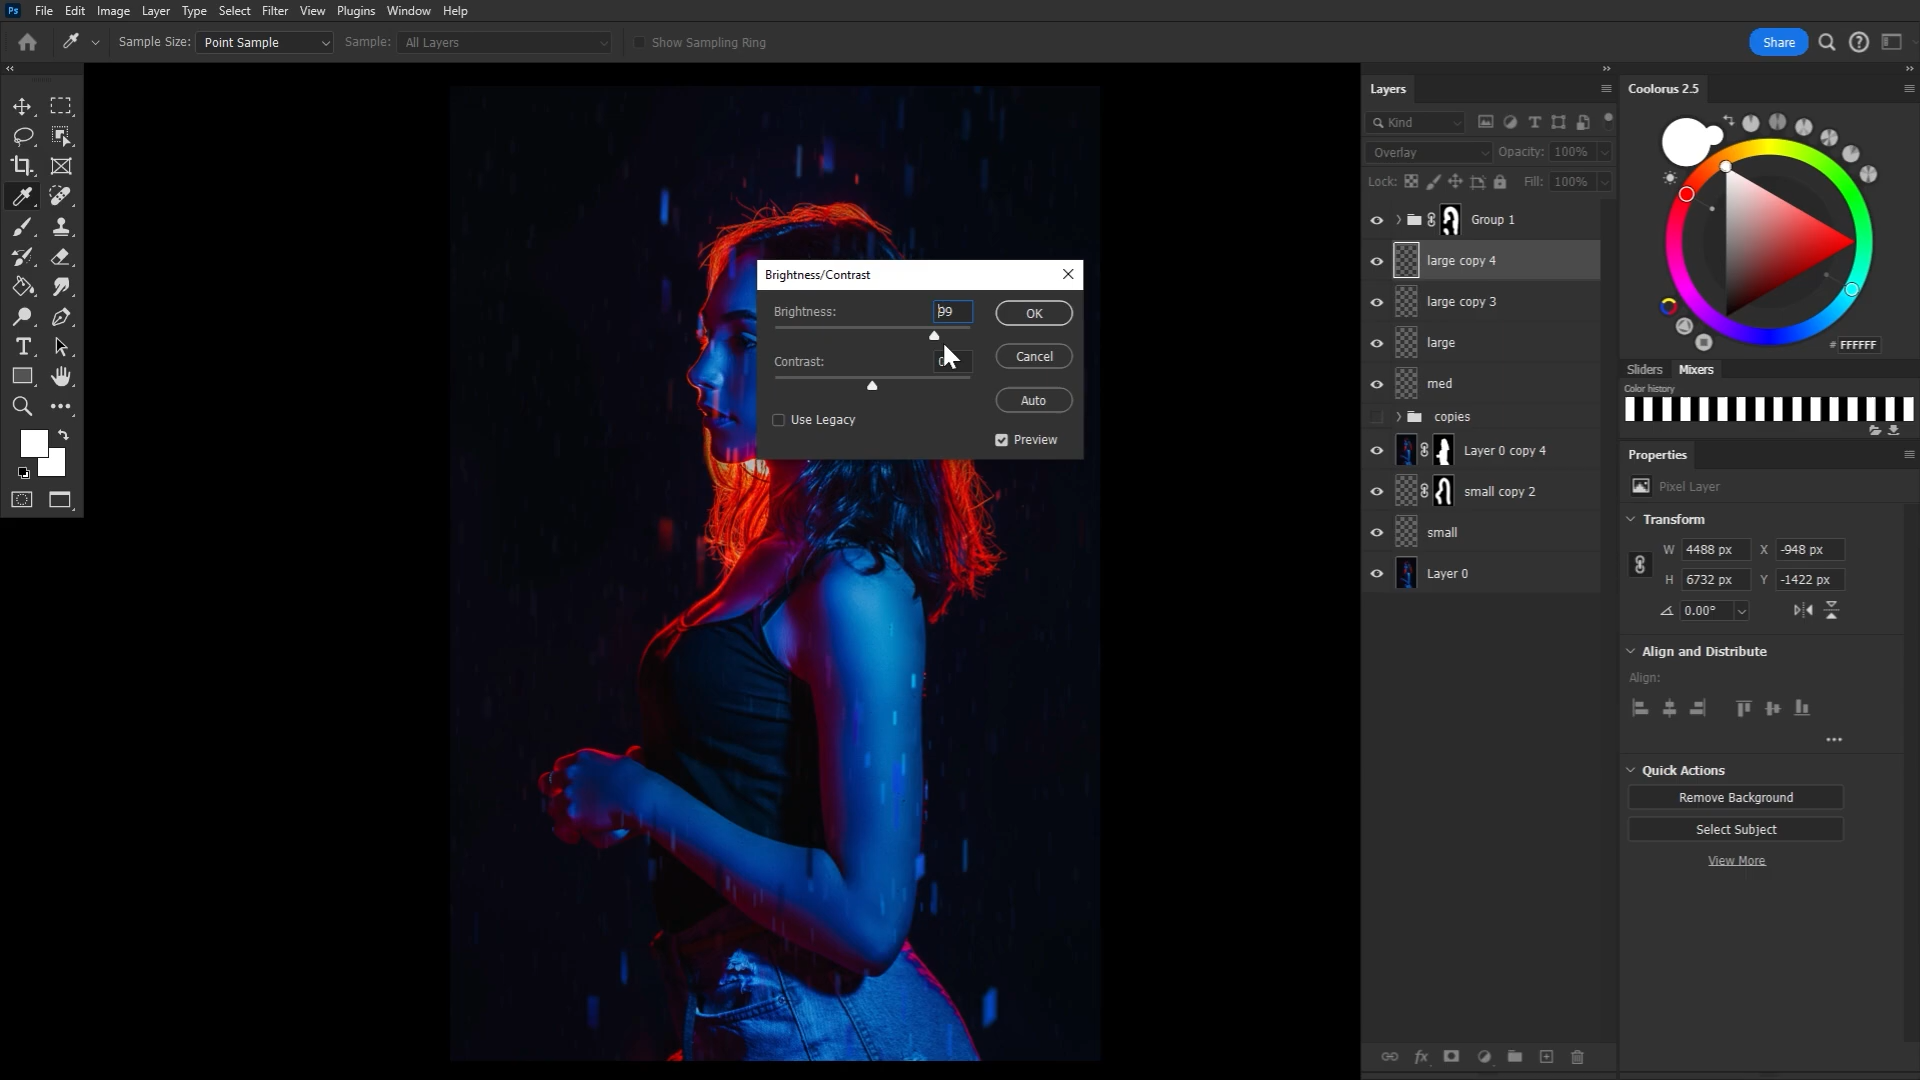 Ps File Edit Image Layer Type Select Filter View Plugins Window Help
Sample Size: Point Sample Sample: All Layers Show Sampling Ring Share
Layers
Kind
Overlay Opacity: 100%
Lock: Fill: 100%
Group 1
large copy 4
large copy 3
large
med
copies
Layer 0 copy 4
small copy 2
small
Layer 0
fx
Brightness/Contrast
Brightness: 99
Contrast: 0
Use Legacy
OK
Cancel
Auto
Preview
Coolorus 2.5
# FFFFFF
Sliders Mixers
Color history
Properties
Pixel Layer
Transform
W 4488 px X -948 px
H 6732 px Y -1422 px
0.00°
Align and Distribute
Align:
Quick Actions
Remove Background
Select Subject
View More